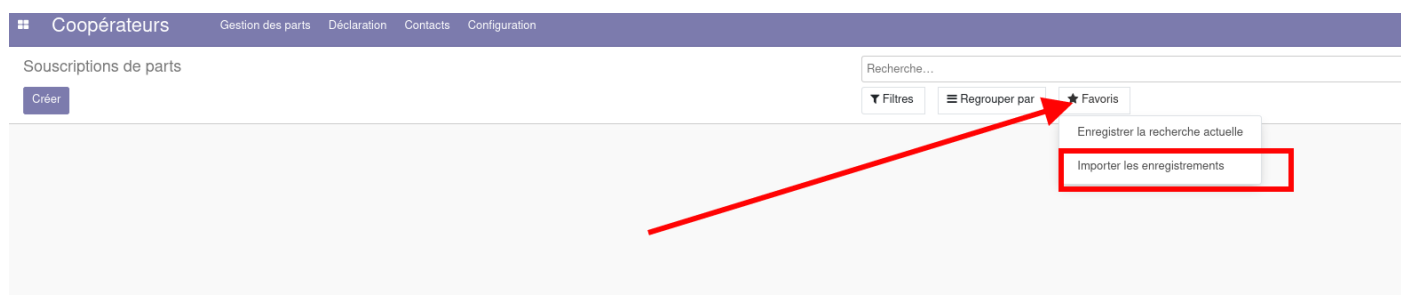 Coopérateurs Gestion des parts Déclaration Contacts Configuration
Souscriptions de parts
Recherche...
Créer
Filtres Regrouper par Favoris
Enregistrer la recherche actuelle
Importer les enregistrements